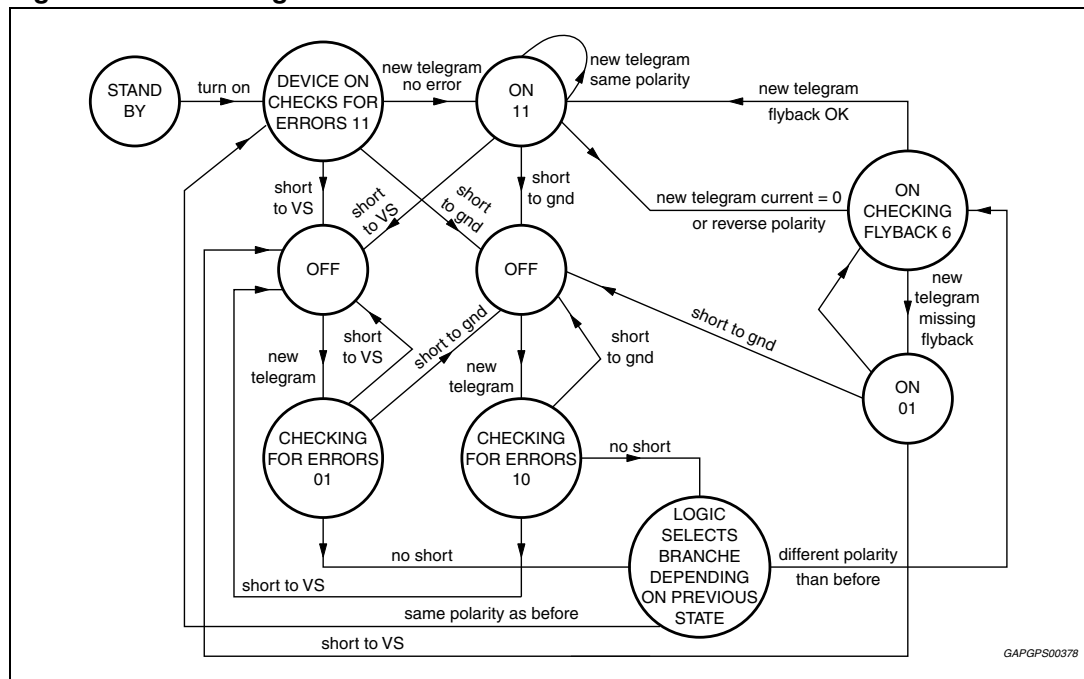 STAND
BY
turn on
DEVICE ON
CHECKS FOR
ERRORS 11
new telegram
no error
ON
11
new telegram
same polarity
new telegram
flyback OK
short
to VS
short
to gnd
short
to VS
short
to gnd
new telegram current = 0
or reverse polarity
ON
CHECKING
FLYBACK 6
OFF
OFF
new
telegram
missing
flyback
short
to VS
short to gnd
short
to gnd
short to gnd
new
telegram
new
telegram
ON
01
CHECKING
FOR ERRORS
01
CHECKING
FOR ERRORS
10
no short
LOGIC
SELECTS
BRANCHE
DEPENDING
ON PREVIOUS
STATE
no short
different polarity
than before
short to VS
same polarity as before
short to VS
GAPGPS00378